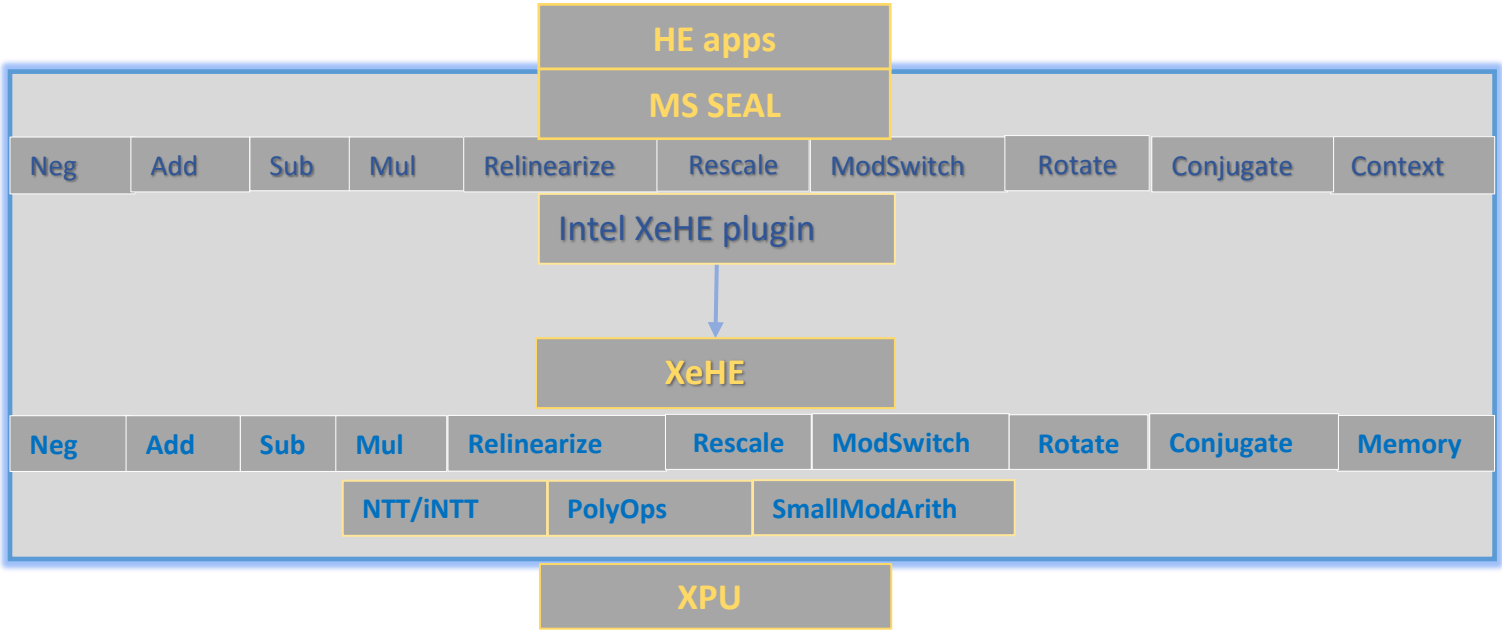 HE apps
MS SEAL
Neg Add Sub Mul Relinearize Rescale ModSwitch Rotate Conjugate Context
Intel XeHE plugin
XeHE
Neg Add Sub Mul Relinearize Rescale ModSwitch Rotate Conjugate Memory
NTT/iNTT PolyOps SmallModArith
XPU